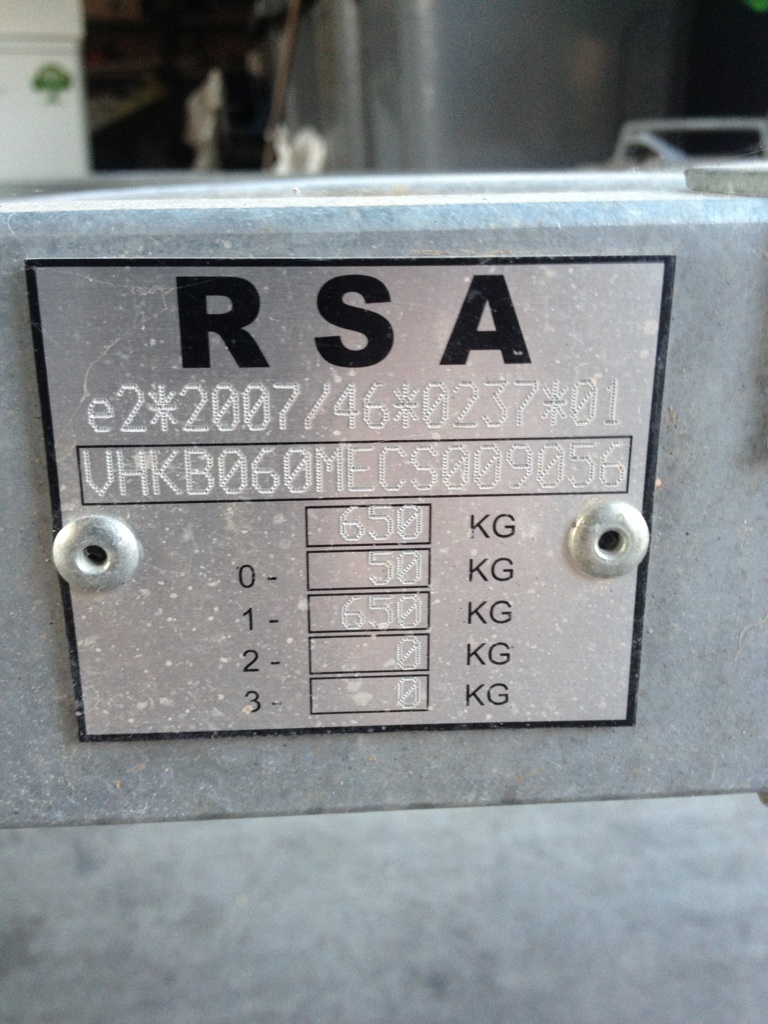 RSA
e2*2007/46*0237*01
VHKB060MECS009056
650 KG
0- 50 KG
1- 650 KG
2- 0 KG
3- 0 KG